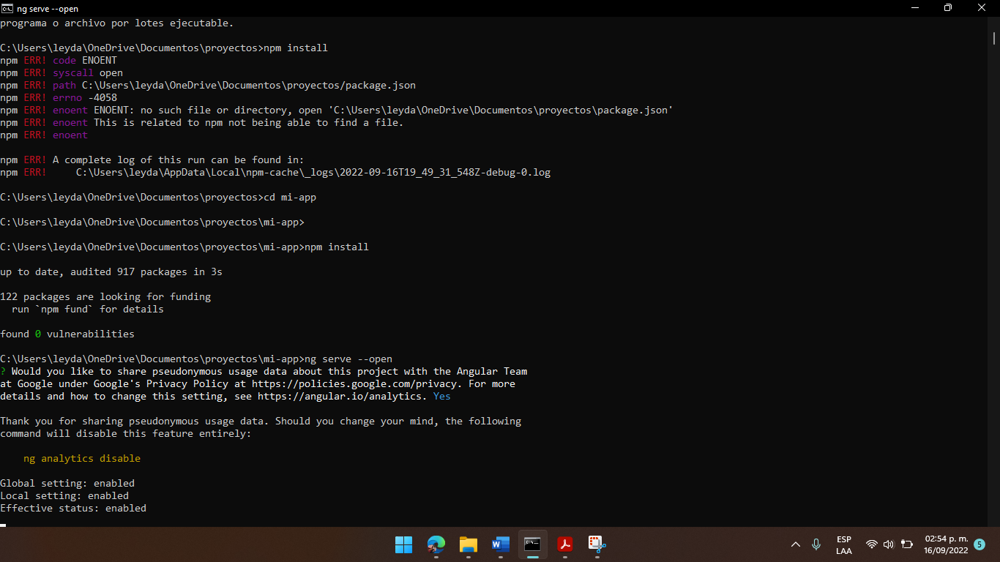 ng serve --open
programa o archivo por lotes ejecutable.
C:\Users\leyda\OneDrive\Documentos\proyectos>npm install
npm ERR! code ENOENT
npm ERR! syscall open
npm ERR! path C:\Users\leyda\OneDrive\Documentos\proyectos/package.json
npm ERR! errno -4058
npm ERR! enoent ENOENT: no such file or directory, open 'C:\Users\leyda\OneDrive\Documentos\proyectos\package.json'
npm ERR! enoent This is related to npm not being able to find a file.
npm ERR! enoent
npm ERR! A complete log of this run can be found in:
npm ERR!     C:\Users\leyda\AppData\Local\npm-cache\_logs\2022-09-16T19_49_31_548Z-debug-0.log
C:\Users\leyda\OneDrive\Documentos\proyectos>cd mi-app
C:\Users\leyda\OneDrive\Documentos\proyectos\mi-app>
C:\Users\leyda\OneDrive\Documentos\proyectos\mi-app>npm install
up to date, audited 917 packages in 3s
122 packages are looking for funding
  run `npm fund` for details
found 0 vulnerabilities
C:\Users\leyda\OneDrive\Documentos\proyectos\mi-app>ng serve --open
? Would you like to share pseudonymous usage data about this project with the Angular Team
at Google under Google's Privacy Policy at https://policies.google.com/privacy. For more
details and how to change this setting, see https://angular.io/analytics. Yes
Thank you for sharing pseudonymous usage data. Should you change your mind, the following
command will disable this feature entirely:
    ng analytics disable
Global setting: enabled
Local setting: enabled
Effective status: enabled
ESP
LAA
02:54 p. m.
16/09/2022
5